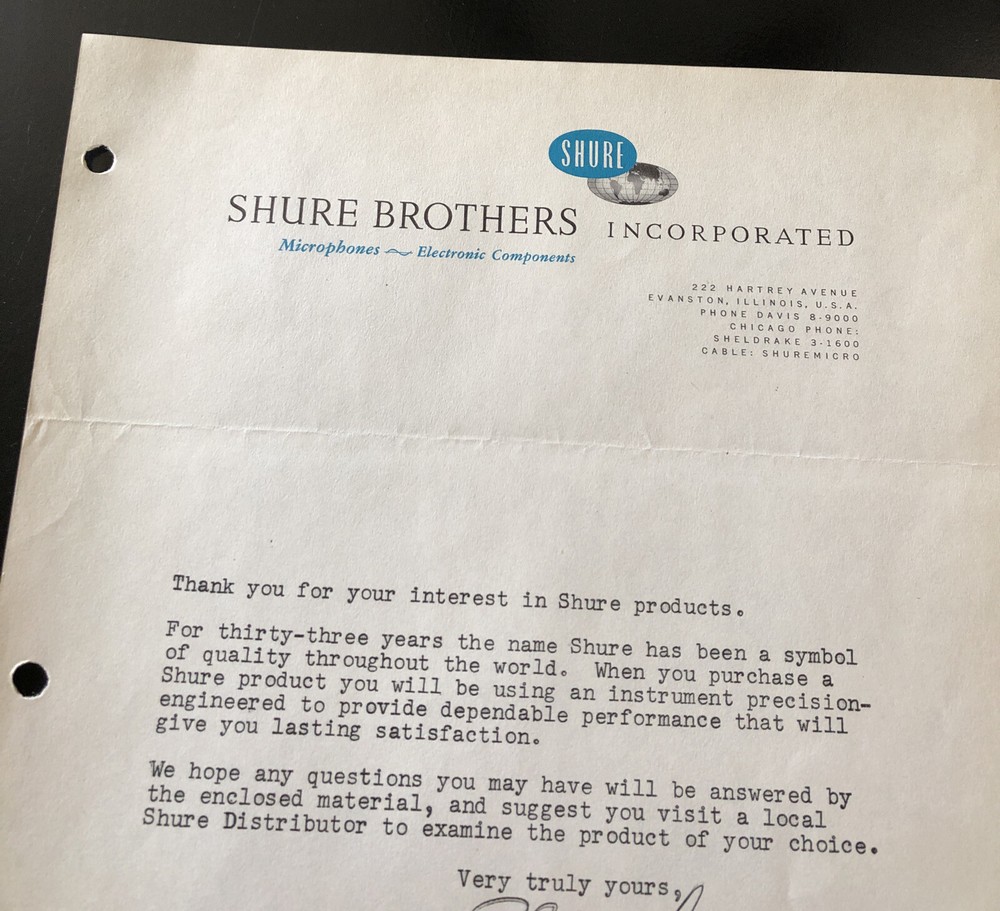 SHURE
SHURE BROTHERS INCORPORATED
Microphones ~ Electronic Components
222 HARTREY AVENUE
EVANSTON, ILLINOIS, U.S.A.
PHONE DAVIS 8-9000
CHICAGO PHONE:
SHELDRAKE 3-1600
CABLE: SHUREMICRO
Thank you for your interest in Shure products.
For thirty-three years the name Shure has been a symbol
of quality throughout the world. When you purchase a
Shure product you will be using an instrument precision-
engineered to provide dependable performance that will
give you lasting satisfaction.
We hope any questions you may have will be answered by
the enclosed material, and suggest you visit a local
Shure Distributor to examine the product of your choice.
Very truly yours,